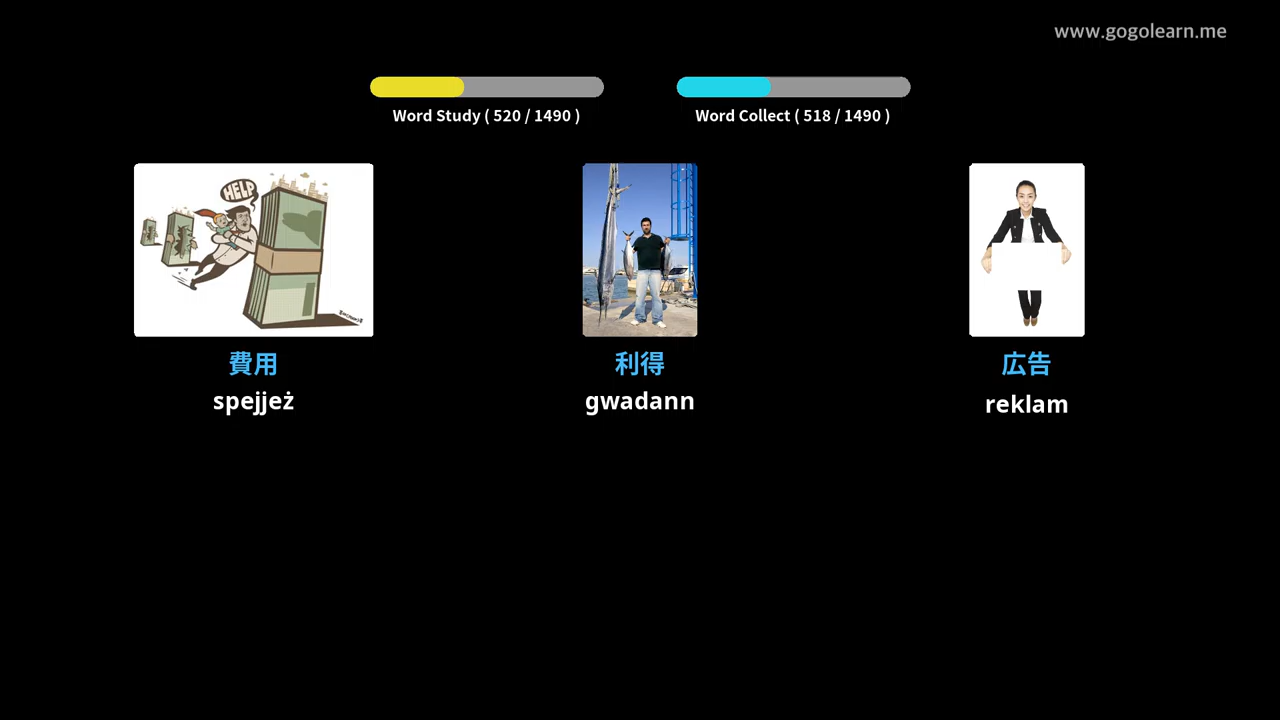 www.gogolearn.me
Word Study ( 520 / 1490 )
Word Collect ( 518 / 1490 )
HELP
費用
利得
広告
spejjeż
gwadann
reklam